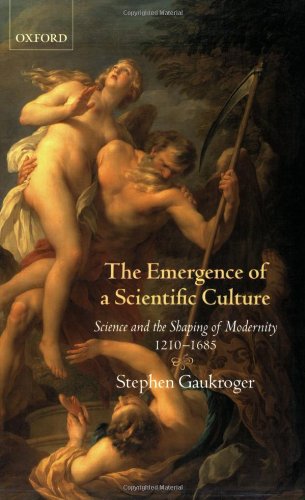 OXFORD
The Emergence of
a Scientific Culture
Science and the Shaping of Modernity
1210–1685
Stephen Gaukroger